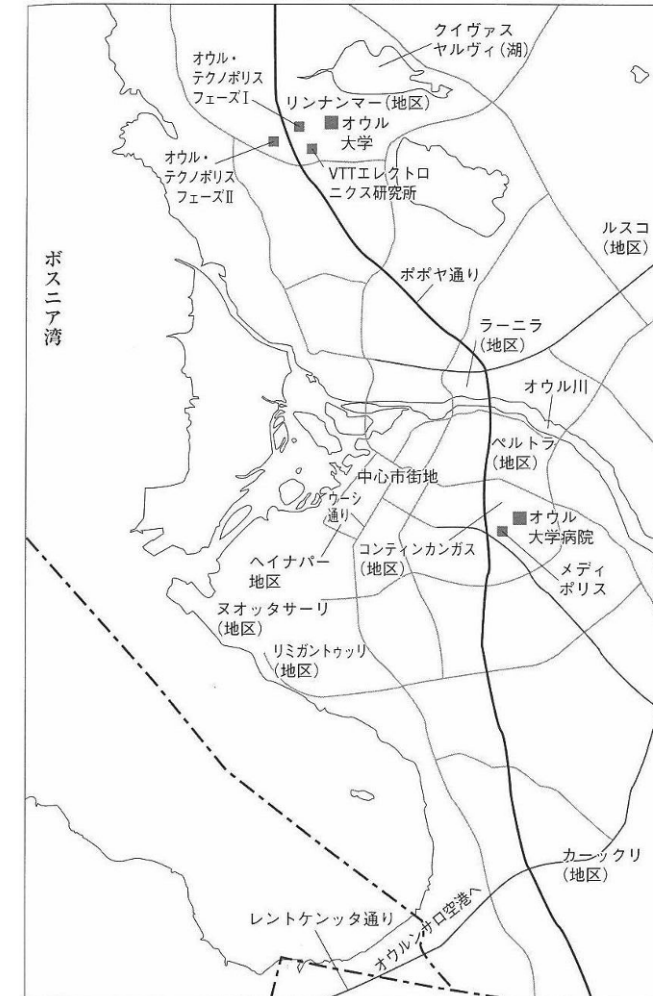 クイヴァス
ヤルヴィ(湖)
オウル・
テクノポリス
フェーズⅠ
リンナンマー(地区)
オウル
大学
オウル・
テクノポリス
フェーズⅡ
VTTエレクトロ
ニクス研究所
ルスコ
(地区)
ボスニア湾
ポポヤ通り
ラーニラ
(地区)
オウル川
ペルトラ
(地区)
中心市街地
ウーシ
通り
オウル
大学病院
ヘイナパー
地区
コンティンカンガス
(地区)
メディ
ポリス
ヌオッタサーリ
(地区)
リミガントゥッリ
(地区)
カーックリ
(地区)
レントケンッタ通り
オウルンサロ空港へ